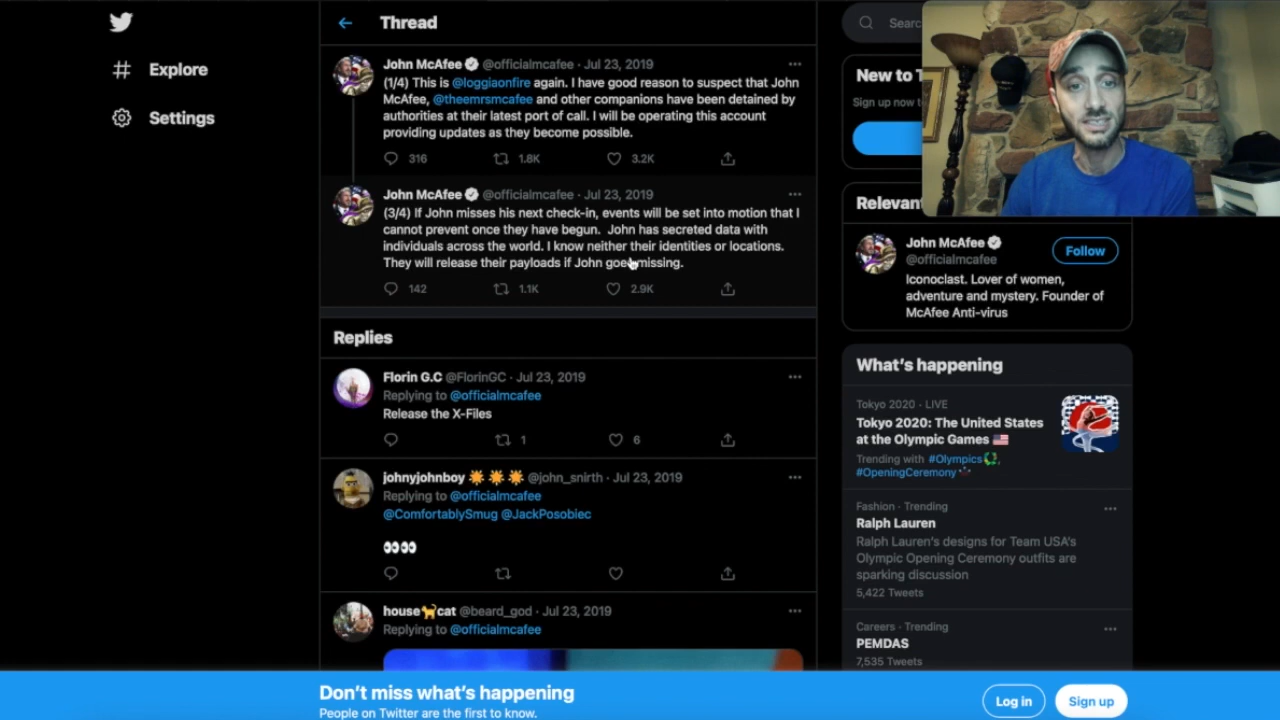 Explore
Settings
Thread
John McAfee @officialmcafee · Jul 23, 2019
(1/4) This is @loggiaonfire again. I have good reason to suspect that John
McAfee, @theemrsmcafee and other companions have been detained by
authorities at their latest port of call. I will be operating this account
providing updates as they become possible.
316 1.8K 3.2K
John McAfee @officialmcafee · Jul 23, 2019
(3/4) If John misses his next check-in, events will be set into motion that I
cannot prevent once they have begun. John has secreted data with
individuals across the world. I know neither their identities or locations.
They will release their payloads if John goes missing.
142 1.1K 2.9K
Replies
Florin G.C @FlorinGC · Jul 23, 2019
Replying to @officialmcafee
Release the X-Files
1 6
johnyjohnboy @john_snirth · Jul 23, 2019
Replying to @officialmcafee
@ComfortablySmug @JackPosobiec
house cat @beard_god · Jul 23, 2019
Replying to @officialmcafee
Searc
New to T
Sign up now t
Relevan
John McAfee
@officialmcafee
Follow
Iconoclast. Lover of women,
adventure and mystery. Founder of
McAfee Anti-virus
What's happening
Tokyo 2020 · LIVE
Tokyo 2020: The United States
at the Olympic Games
Trending with #Olympics,
#OpeningCeremony
Fashion · Trending
Ralph Lauren
Ralph Lauren's designs for Team USA's
Olympic Opening Ceremony outfits are
sparking discussion
5,422 Tweets
Careers · Trending
PEMDAS
7,535 Tweets
Don't miss what's happening
People on Twitter are the first to know.
Log in
Sign up